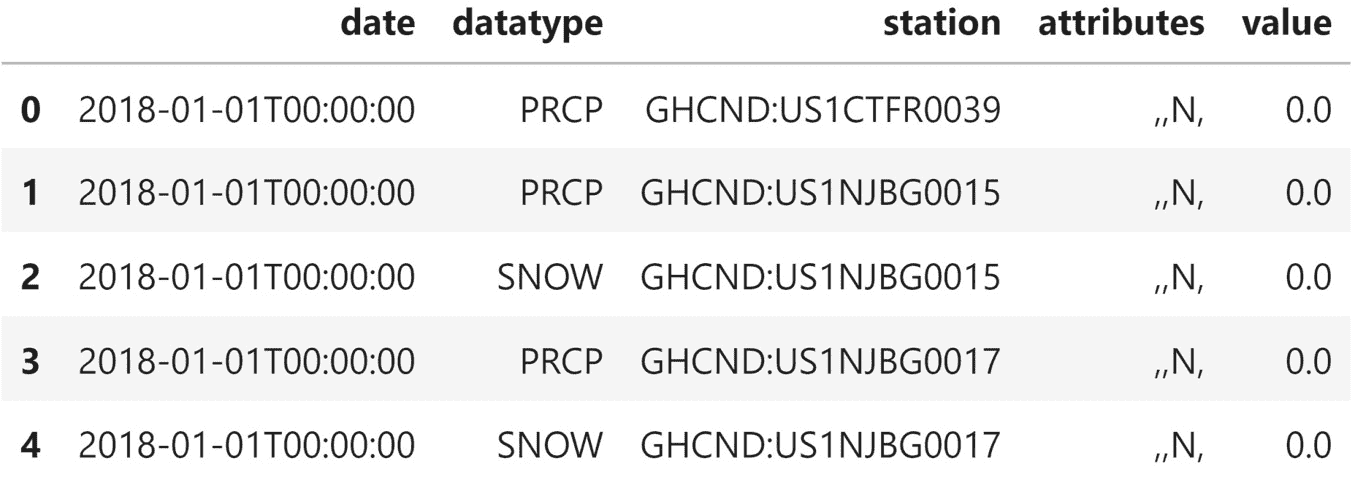 date datatype station attributes value
0 2018-01-01T00:00:00 PRCP GHCND:US1CTFR0039 ,,N, 0.0
1 2018-01-01T00:00:00 PRCP GHCND:US1NJBG0015 ,,N, 0.0
2 2018-01-01T00:00:00 SNOW GHCND:US1NJBG0015 ,,N, 0.0
3 2018-01-01T00:00:00 PRCP GHCND:US1NJBG0017 ,,N, 0.0
4 2018-01-01T00:00:00 SNOW GHCND:US1NJBG0017 ,,N, 0.0